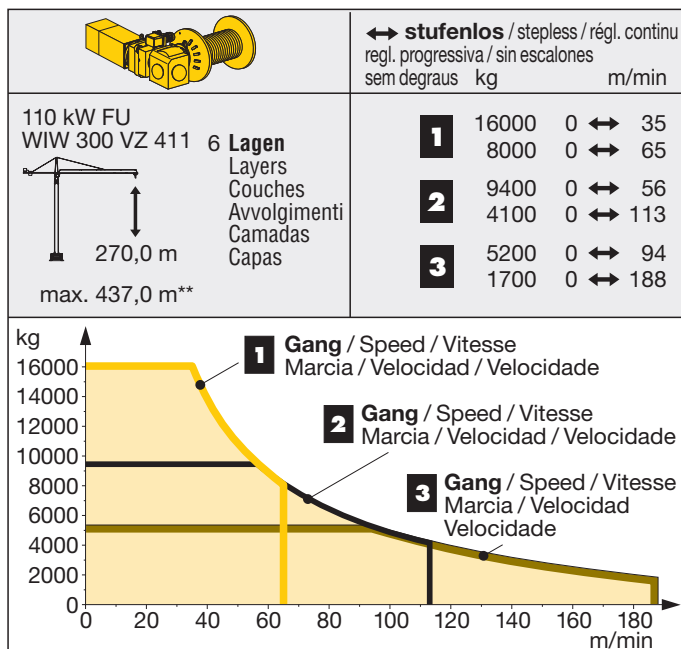 ↔ stufenlos / stepless / régl. continu
regl. progressiva / sin escalones
sem degraus kg m/min
110 kW FU
WIW 300 VZ 411
270,0 m
max. 437,0 m**
6 Lagen
Layers
Couches
Avvolgimenti
Camadas
Capas
1 16000 0 ↔ 35
8000 0 ↔ 65
2 9400 0 ↔ 56
4100 0 ↔ 113
3 5200 0 ↔ 94
1700 0 ↔ 188
kg
16000
14000
12000
10000
8000
6000
4000
2000
0
1 Gang / Speed / Vitesse
Marcia / Velocidad / Velocidade
2 Gang / Speed / Vitesse
Marcia / Velocidad / Velocidade
3 Gang / Speed / Vitesse
Marcia / Velocidad
Velocidade
0 20 40 60 80 100 120 140 160 180
m/min